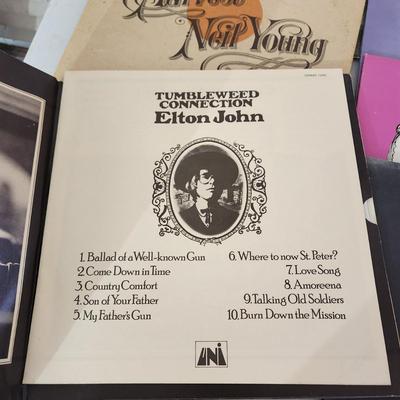 Neil Young
TUMBLEWEED
CONNECTION
Elton John
1. Ballad of a Well-known Gun
2. Come Down in Time
3. Country Comfort
4. Son of Your Father
5. My Father's Gun
6. Where to now St. Peter?
7. Love Song
8. Amoreena
9. Talking Old Soldiers
10. Burn Down the Mission
UNI